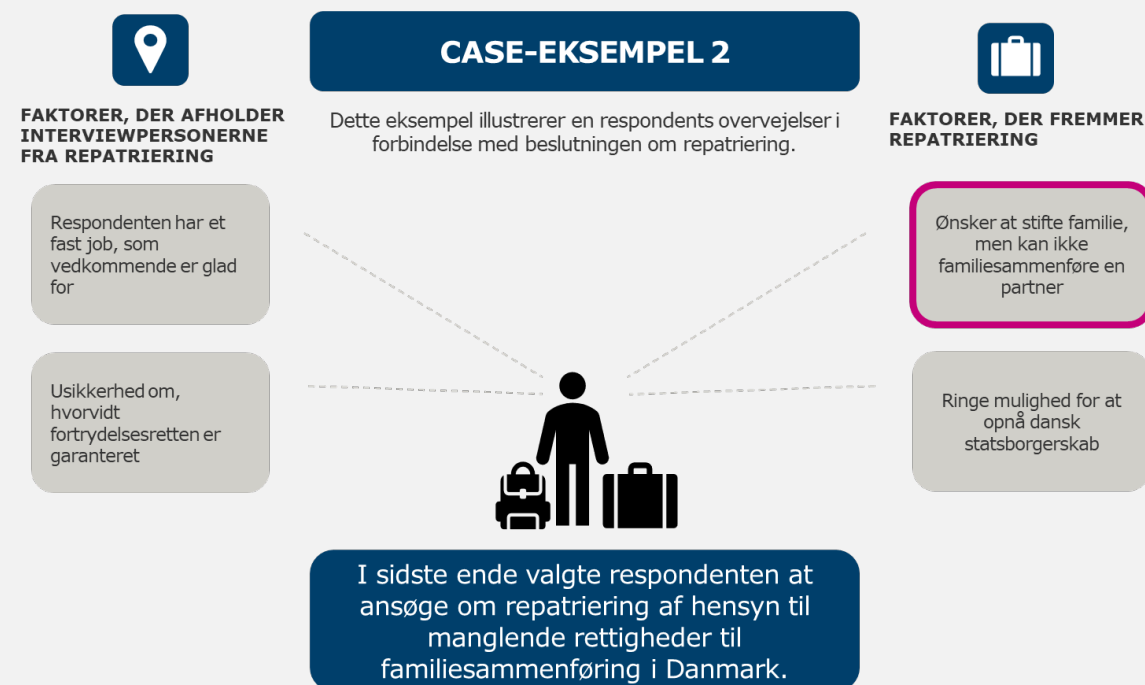 CASE-EKSEMPEL 2
Dette eksempel illustrerer en respondents overvejelser i
forbindelse med beslutningen om repatriering.
FAKTORER, DER AFHOLDER
INTERVIEWPERSONERNE
FRA REPATRIERING
Respondenten har et
fast job, som
vedkommende er glad
for
Usikkerhed om,
hvorvidt
fortrydelsesretten er
garanteret
FAKTORER, DER FREMMER
REPATRIERING
Ønsker at stifte familie,
men kan ikke
familiesammenføre en
partner
Ringe mulighed for at
opnå dansk
statsborgerskab
I sidste ende valgte respondenten at
ansøge om repatriering af hensyn til
manglende rettigheder til
familiesammenføring i Danmark.